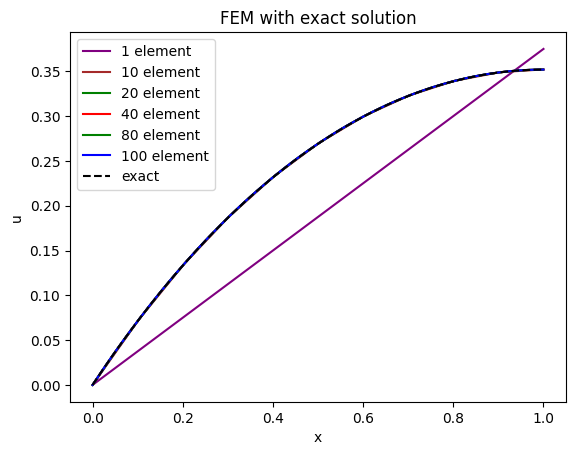 FEM with exact solution
1 element
10 element
20 element
40 element
80 element
100 element
exact
0.35
0.30
0.25
0.20
0.15
0.10
0.05
0.00
u
0.0 0.2 0.4 0.6 0.8 1.0
x